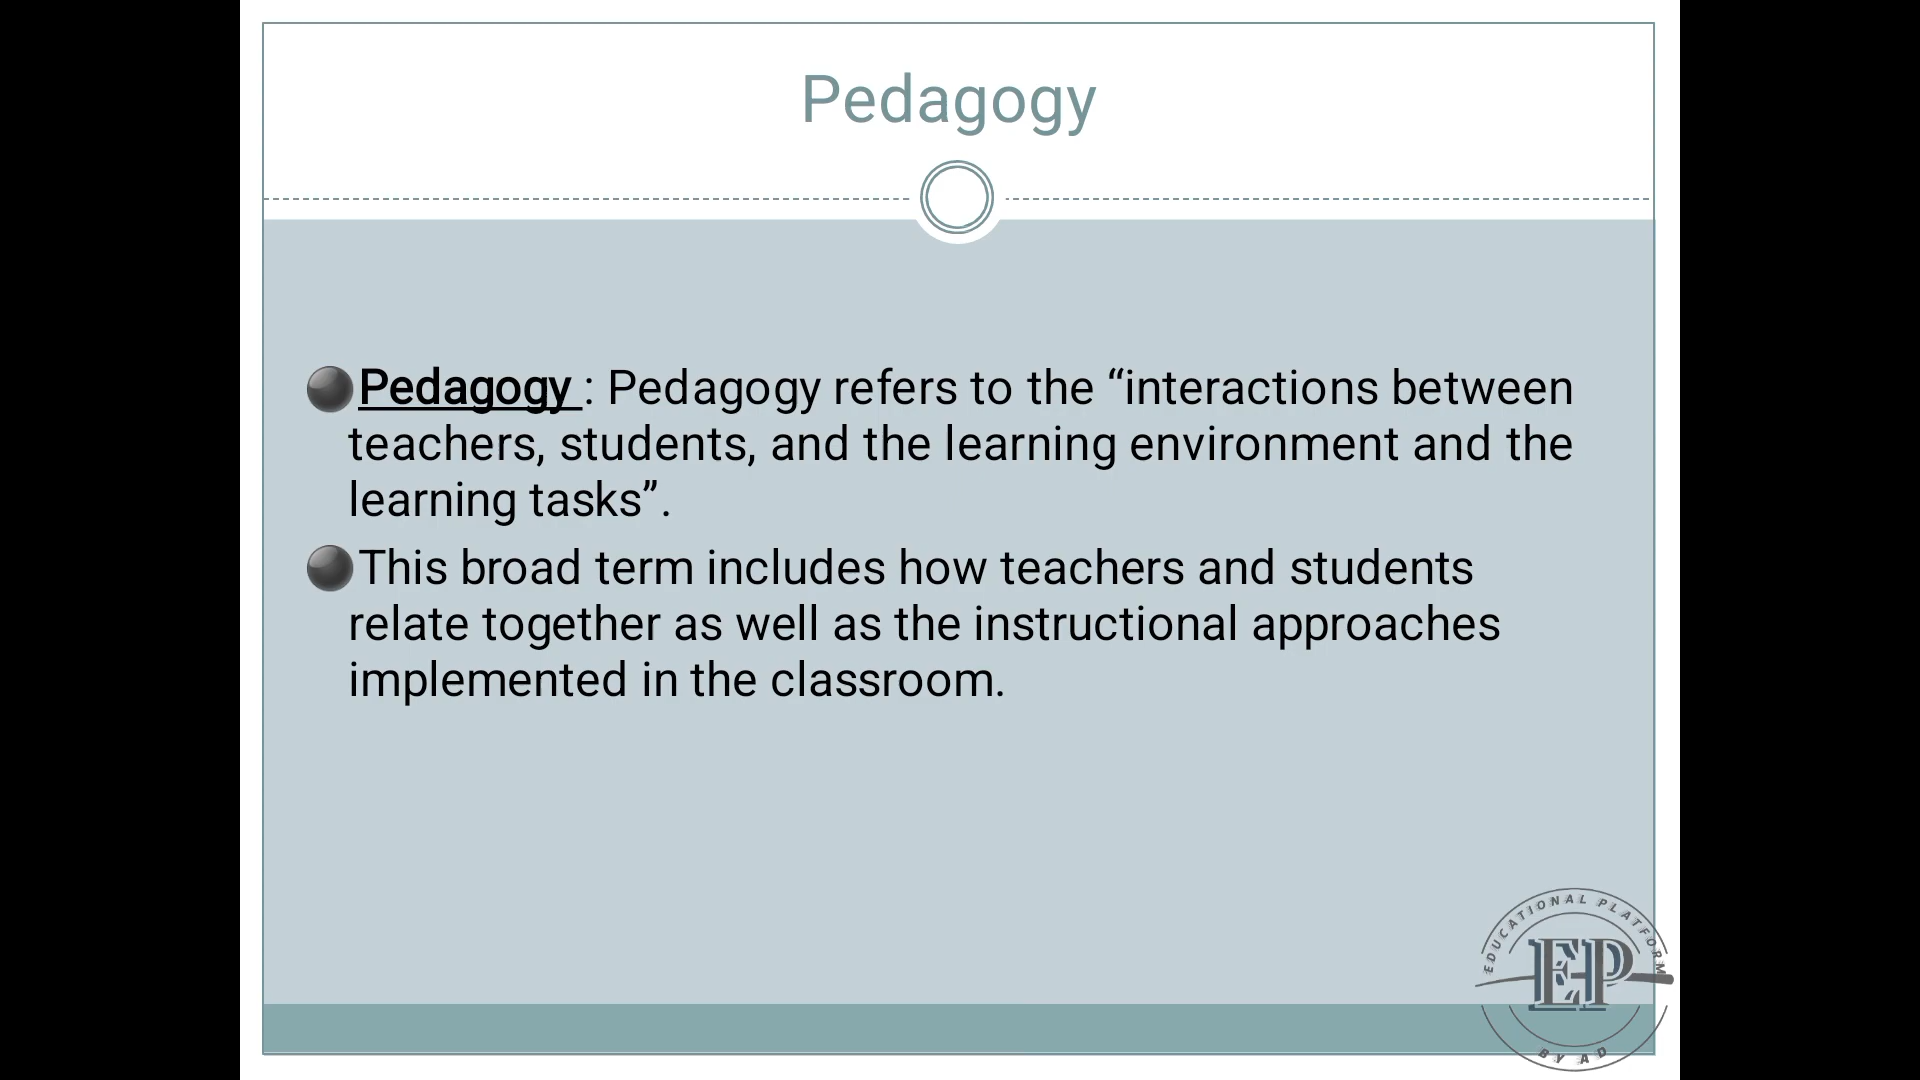 Pedagogy
Pedagogy : Pedagogy refers to the “interactions between
teachers, students, and the learning environment and the
learning tasks”.
This broad term includes how teachers and students
relate together as well as the instructional approaches
implemented in the classroom.
EDUCATIONAL PLATFORM
EP
BY AD